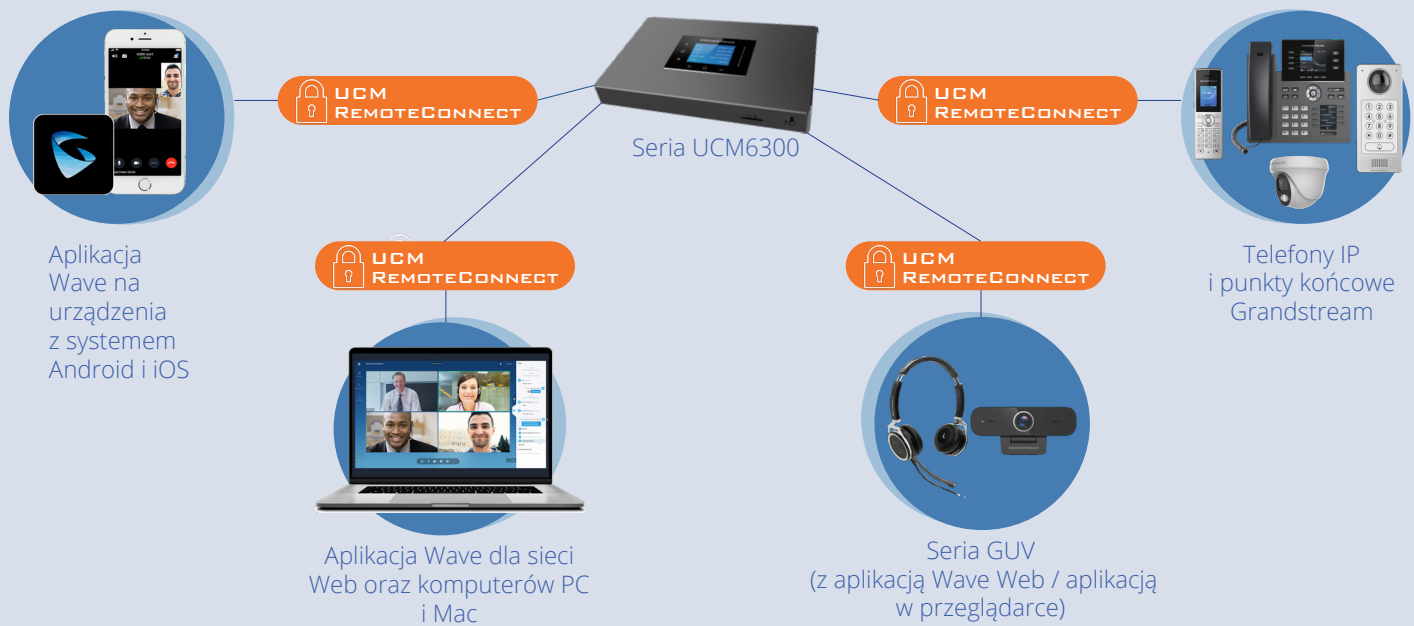 UCM
REMOTECONNECT
UCM
REMOTECONNECT
Seria UCM6300
UCM
REMOTECONNECT
UCM
REMOTECONNECT
Aplikacja
Wave na
urządzenia
z systemem
Android i iOS
Telefony IP
i punkty końcowe
Grandstream
Aplikacja Wave dla sieci
Web oraz komputerów PC
i Mac
Seria GUV
(z aplikacją Wave Web / aplikacją
w przeglądarce)